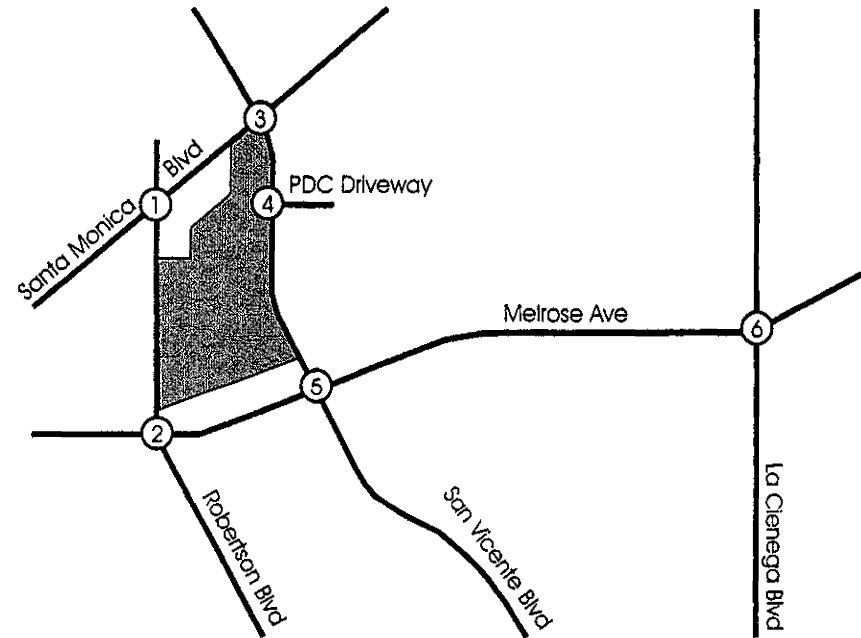 3
Santa Monica Blvd
1
4
PDC Driveway
Melrose Ave
6
5
2
Robertson Blvd
San Vicente Blvd
La Cienega Blvd